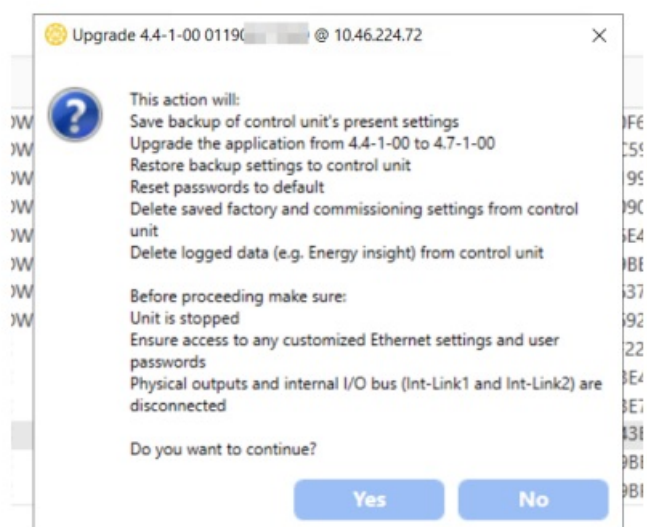 Upgrade 4.4-1-00 01190 @ 10.46.224.72
This action will:
Save backup of control unit's present settings
Upgrade the application from 4.4-1-00 to 4.7-1-00
Restore backup settings to control unit
Reset passwords to default
Delete saved factory and commissioning settings from control
unit
Delete logged data (e.g. Energy insight) from control unit
Before proceeding make sure:
Unit is stopped
Ensure access to any customized Ethernet settings and user
passwords
Physical outputs and internal I/O bus (Int-Link1 and Int-Link2) are
disconnected
Do you want to continue?
Yes
No